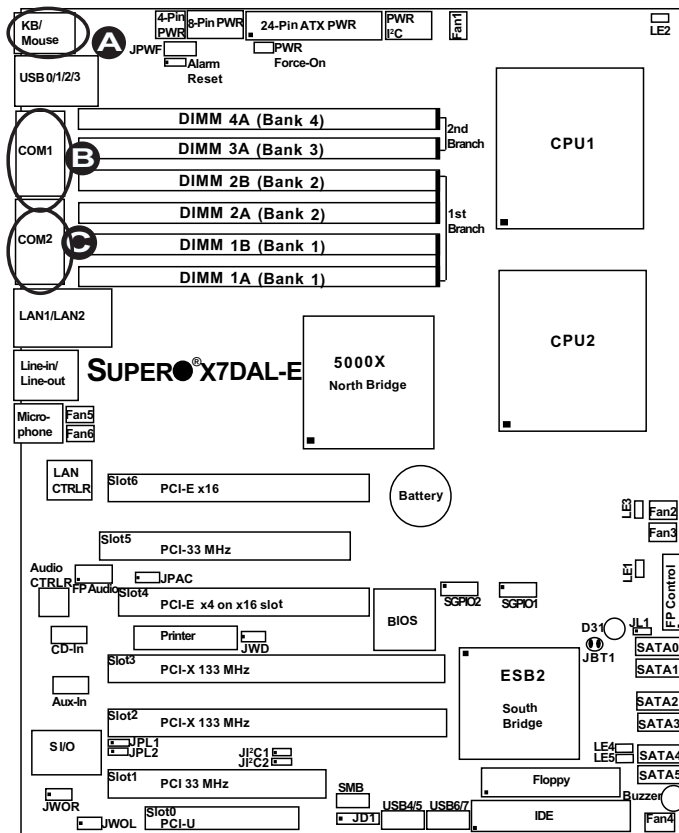 KB/
Mouse
A
4-Pin
PWR
8-Pin PWR
24-Pin ATX PWR
PWR
I²C
Fan1
LE2
JPWF
Alarm
Reset
PWR
Force-On
USB 0/1/2/3
DIMM 4A (Bank 4)
DIMM 3A (Bank 3)
DIMM 2B (Bank 2)
DIMM 2A (Bank 2)
DIMM 1B (Bank 1)
DIMM 1A (Bank 1)
2nd
Branch
1st
Branch
COM1
B
COM2
C
CPU1
CPU2
LAN1/LAN2
Line-in/
Line-out
SUPER®X7DAL-E
5000X
North Bridge
Micro-
phone
Fan5
Fan6
LAN
CTRLR
Slot6
PCI-E x16
Battery
LE3
Fan2
Fan3
Slot5
PCI-33 MHz
Audio
CTRLR
FP Audio
JPAC
LE1
FP Control
Slot4
PCI-E x4 on x16 slot
BIOS
SGPIO2
SGPIO1
D31
JL1
JBT1
CD-In
Printer
JWD
SATA0
SATA1
SATA2
SATA3
SATA4
SATA5
Slot3
PCI-X 133 MHz
ESB2
South
Bridge
Aux-In
Slot2
PCI-X 133 MHz
S I/O
JPL1
JPL2
JI²C1
JI²C2
LE4
LE5
Slot1
PCI 33 MHz
SMB
Floppy
Buzzer
JWOR
JWOL
Slot0
PCI-U
JD1
USB4/5
USB6/7
IDE
Fan4